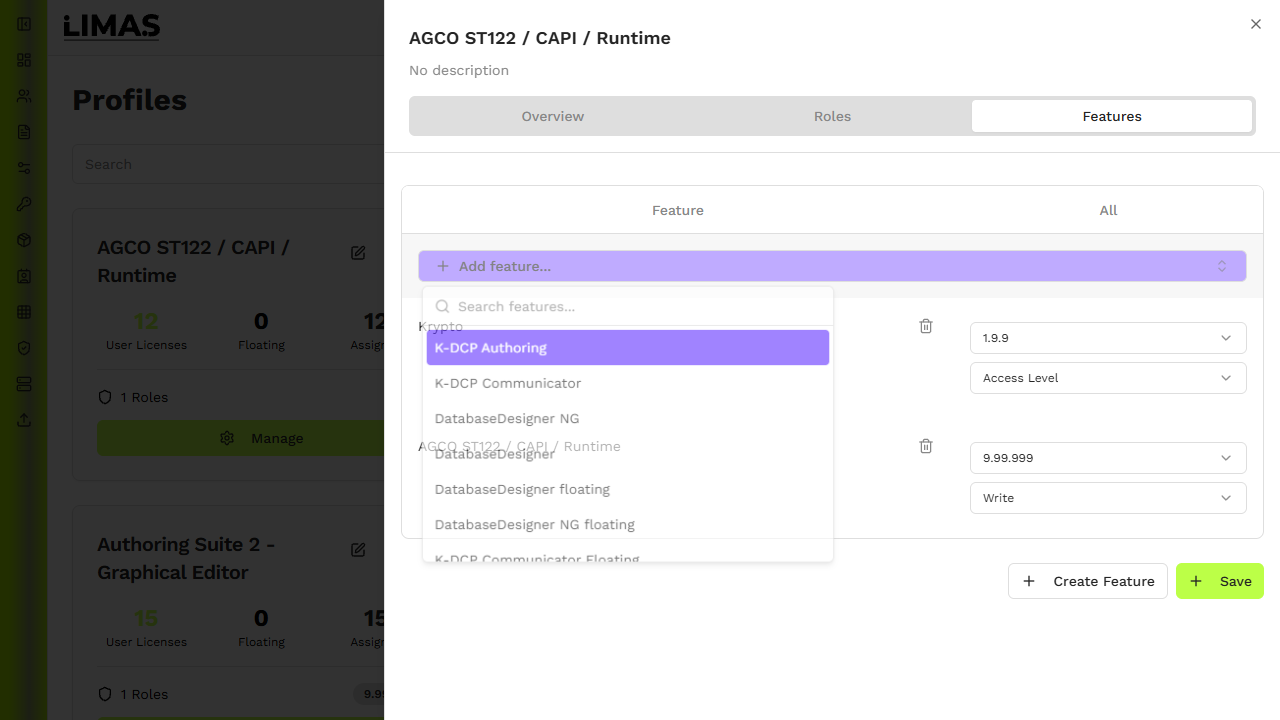 LIMAS
Profiles
Search
AGCO ST122 / CAPI /
Runtime
12 0 12
User Licenses Floating Assign
1 Roles
Manage
Authoring Suite 2 -
Graphical Editor
15 0 15
User Licenses Floating Assign
1 Roles 9.9
AGCO ST122 / CAPI / Runtime
No description
Overview Roles Features
Feature All
Add feature...
Search features...
Krypto 1.9.9
K-DCP Authoring
K-DCP Communicator Access Level
DatabaseDesigner NG
AGCO ST122 / CAPI / Runtime
DatabaseDesigner 9.99.999
DatabaseDesigner floating
Write
DatabaseDesigner NG floating
K-DCP Communicator Floating
Create Feature Save